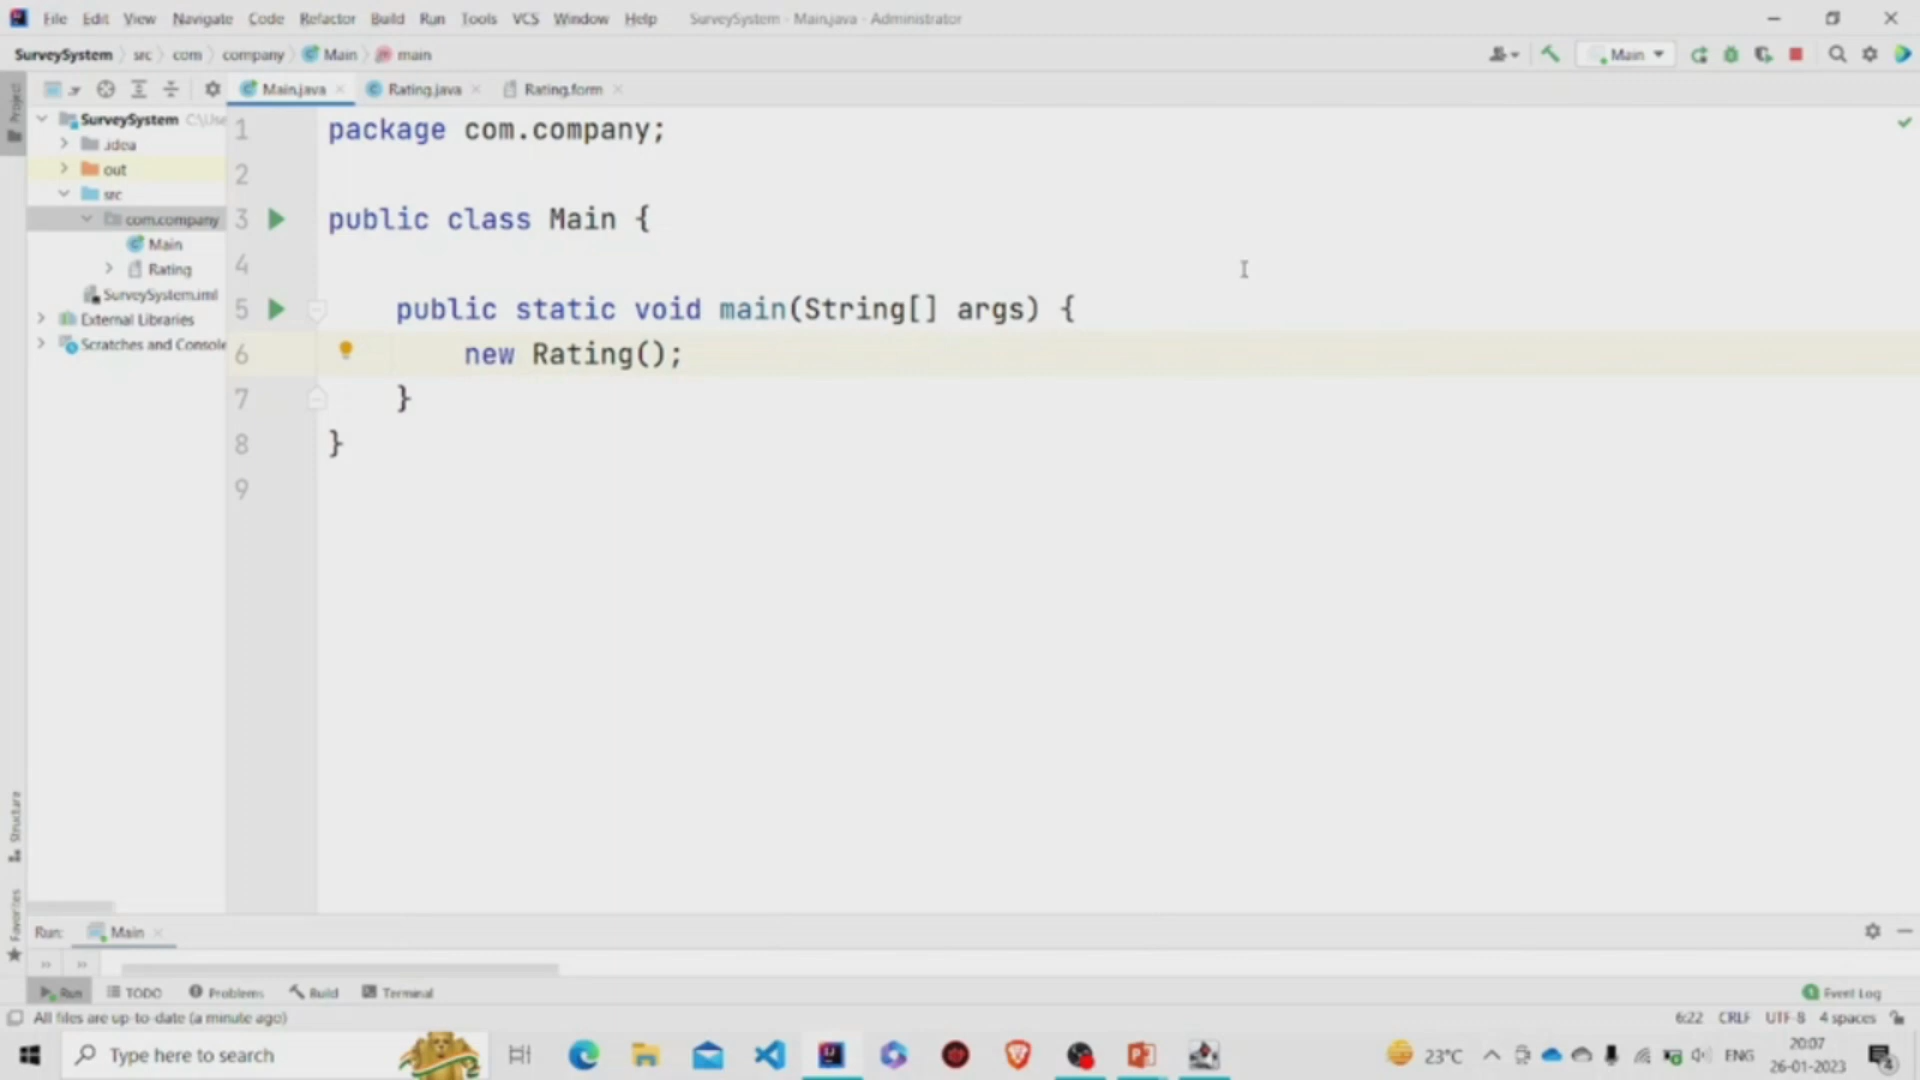 File Edit View Navigate Code Refactor Build Run Tools VCS Window Help SurveySystem - Main.java - Administrator
SurveySystem src com company Main main
Main
Project
Main.java Rating.java Rating.form
SurveySystem C:\Use
.idea
out
src
com.company
Main
Rating
SurveySystem.iml
External Libraries
Scratches and Console
1 package com.company;
2
3 public class Main {
4
5 public static void main(String[] args) {
6 new Rating();
7 }
8 }
9
Structure
Favorites
Run: Main
Run TODO Problems Build Terminal Event Log
All files are up-to-date (a minute ago) 6:22 CRLF UTF-8 4 spaces
Type here to search 23°C ENG 20:07
26-01-2023 4